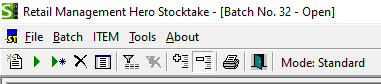 Retail Management Hero Stocktake - [Batch No. 32 - Open]
File Batch ITEM Tools About
Mode: Standard